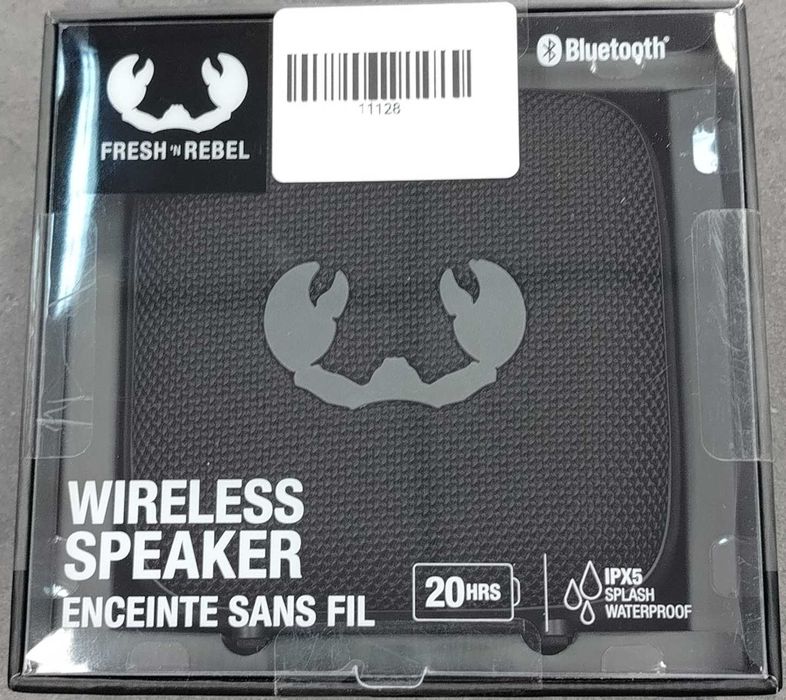 FRESH 'N REBEL
11128
Bluetooth®
WIRELESS
SPEAKER
ENCEINTE SANS FIL
20HRS
IPX5
SPLASH
WATERPROOF